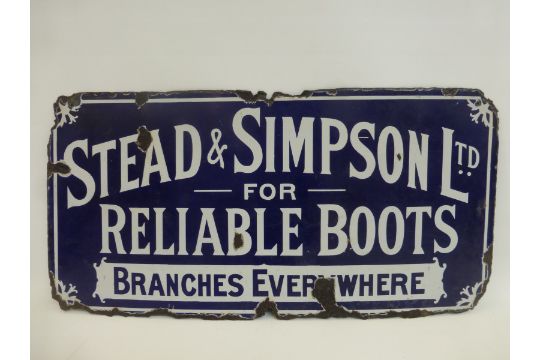 STEAD & SIMPSON LTD
FOR
RELIABLE BOOTS
BRANCHES EVERYWHERE